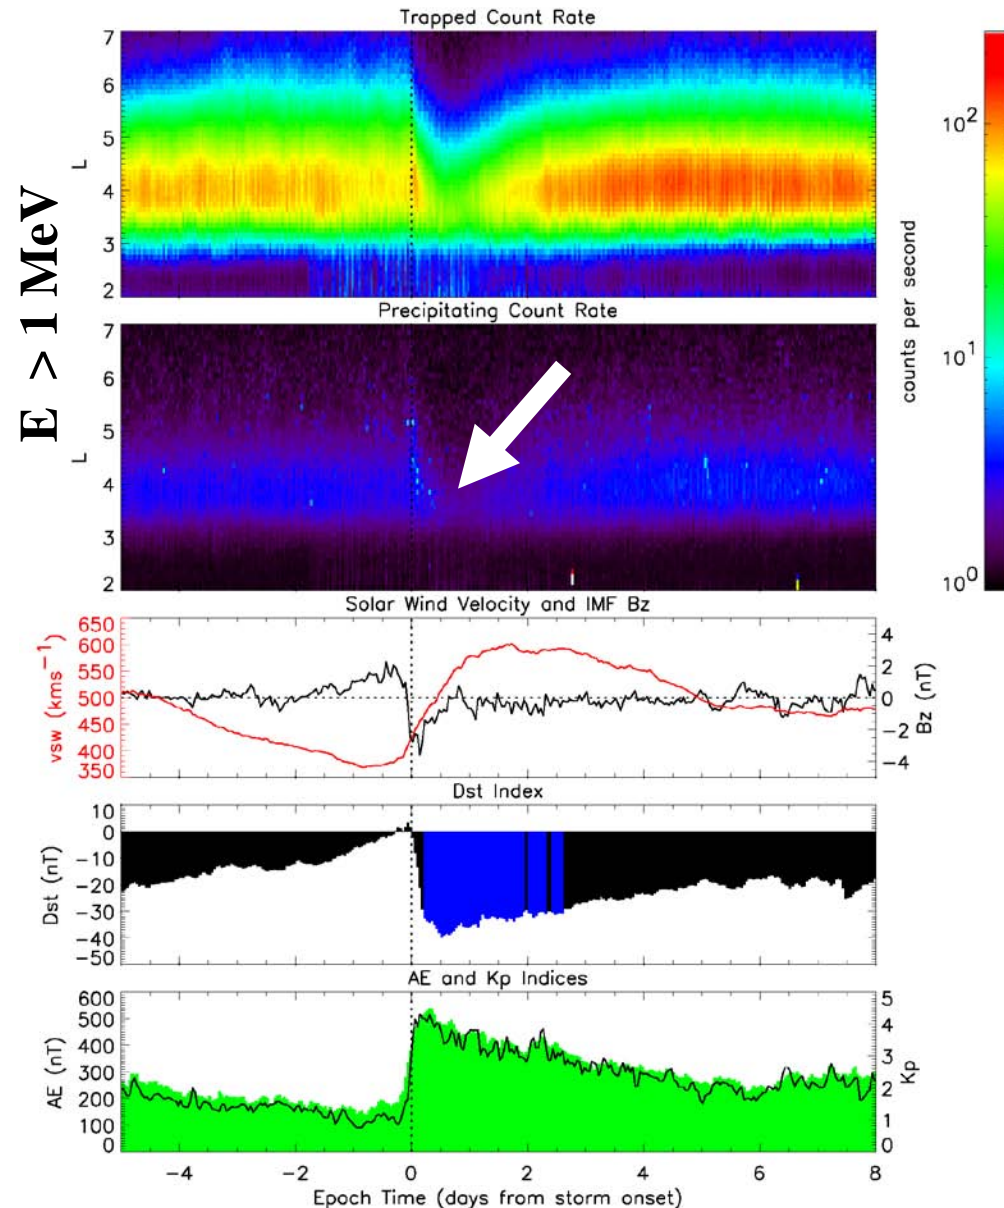 Trapped Count Rate
7
6
5
4
3
2
L
E > 1 MeV
10²
10¹
10⁰
counts per second
Precipitating Count Rate
7
6
5
4
3
2
L
Solar Wind Velocity and IMF Bz
650
600
550
500
450
400
350
vsw (kms⁻¹)
4
2
0
−2
−4
Bz (nT)
Dst Index
10
0
−10
−20
−30
−40
−50
Dst (nT)
AE and Kp Indices
600
500
400
300
200
100
0
AE (nT)
5
4
3
2
1
0
Kp
−4 −2 0 2 4 6 8
Epoch Time (days from storm onset)